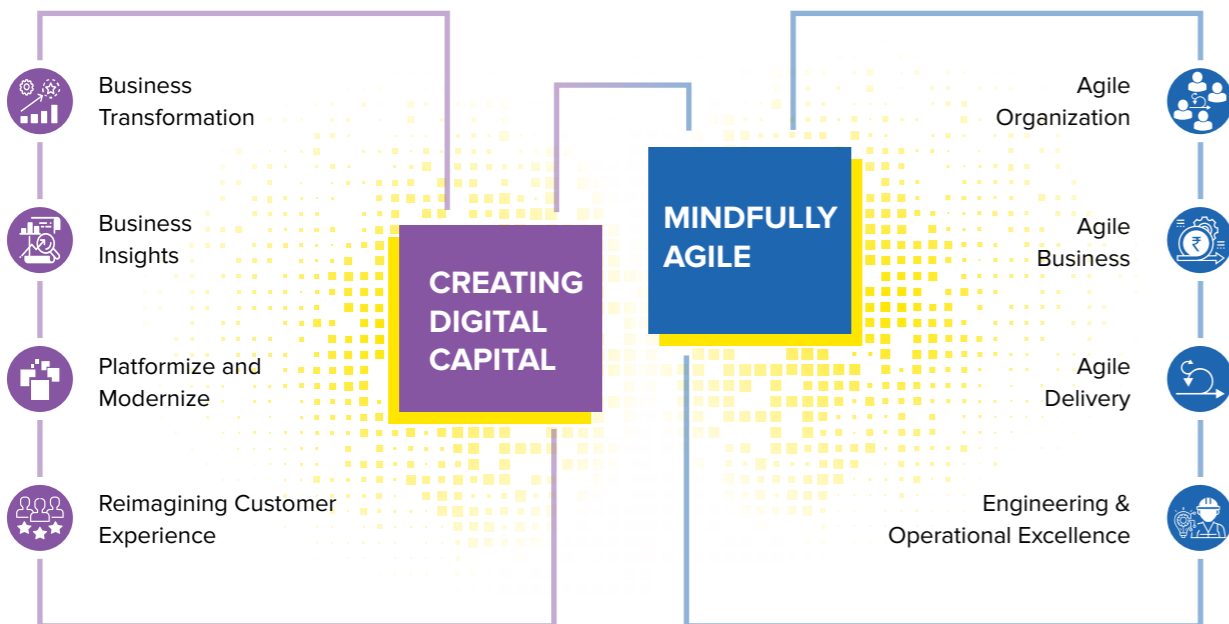 Business
Transformation
Business
Insights
Platformize and
Modernize
Reimagining Customer
Experience
CREATING
DIGITAL
CAPITAL
MINDFULLY
AGILE
Agile
Organization
Agile
Business
₹
Agile
Delivery
Engineering &
Operational Excellence